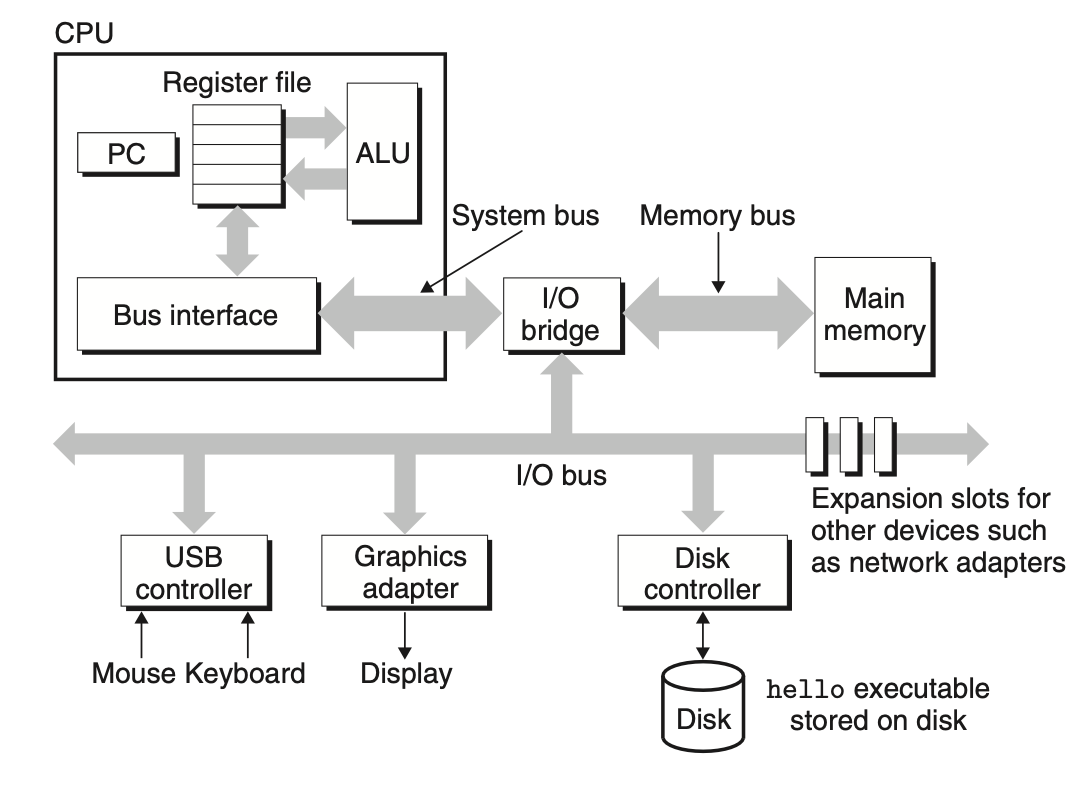 CPU
Register file
PC
ALU
System bus
Memory bus
Bus interface
I/O
bridge
Main
memory
I/O bus
Expansion slots for
other devices such
as network adapters
USB
controller
Graphics
adapter
Disk
controller
Mouse Keyboard
Display
Disk
hello executable
stored on disk